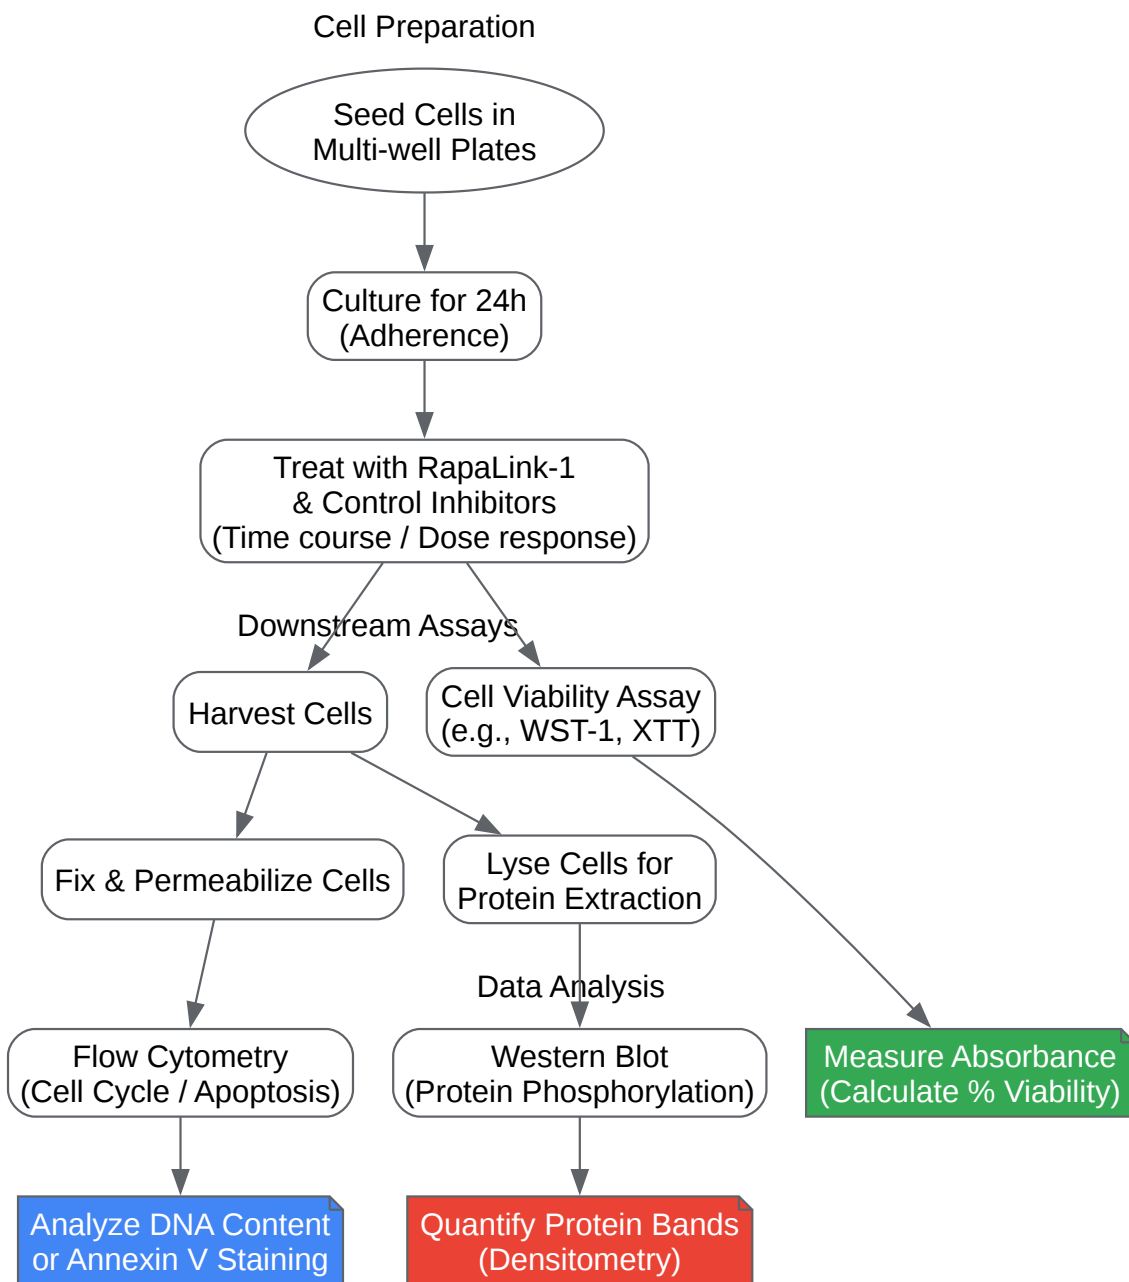 Cell Preparation
Seed Cells in
Multi-well Plates
Culture for 24h
(Adherence)
Treat with RapaLink-1
& Control Inhibitors
(Time course / Dose response)
Downstream Assays
Harvest Cells
Cell Viability Assay
(e.g., WST-1, XTT)
Fix & Permeabilize Cells
Lyse Cells for
Protein Extraction
Data Analysis
Flow Cytometry
(Cell Cycle / Apoptosis)
Western Blot
(Protein Phosphorylation)
Measure Absorbance
(Calculate % Viability)
Analyze DNA Content
or Annexin V Staining
Quantify Protein Bands
(Densitometry)